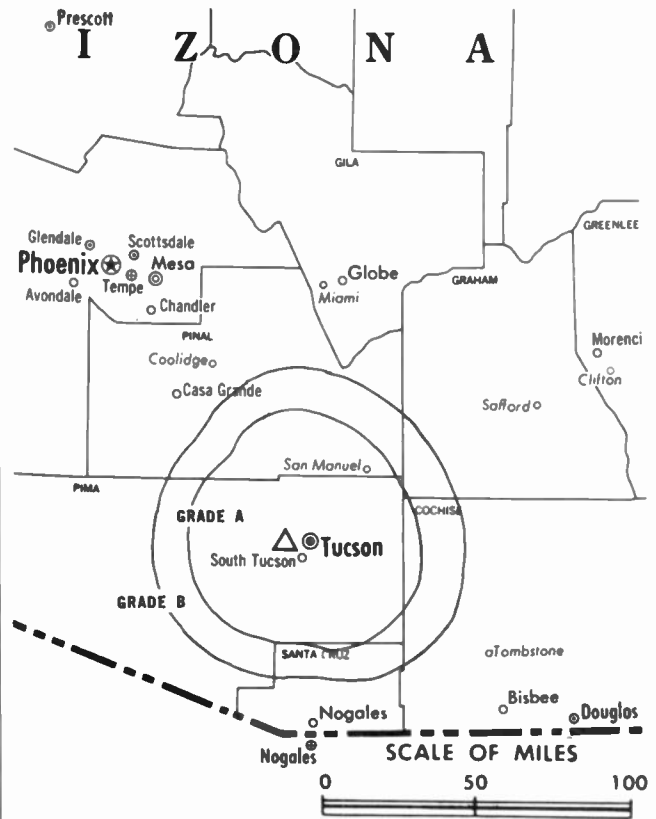 Prescott
I Z O N A
GILA
GREENLEE
Glendale
Scottsdale
Phoenix
Mesa
Tempe
Globe
Miami
GRAHAM
Avondale
Chandler
PINAL
Morenci
Coolidge
Clifton
Casa Grande
Safford
San Manuel
PIMA
COCHISE
GRADE A
Tucson
South Tucson
GRADE B
SANTA CRUZ
Tombstone
Bisbee
Nogales
Douglas
Nogales
SCALE OF MILES
0 50 100